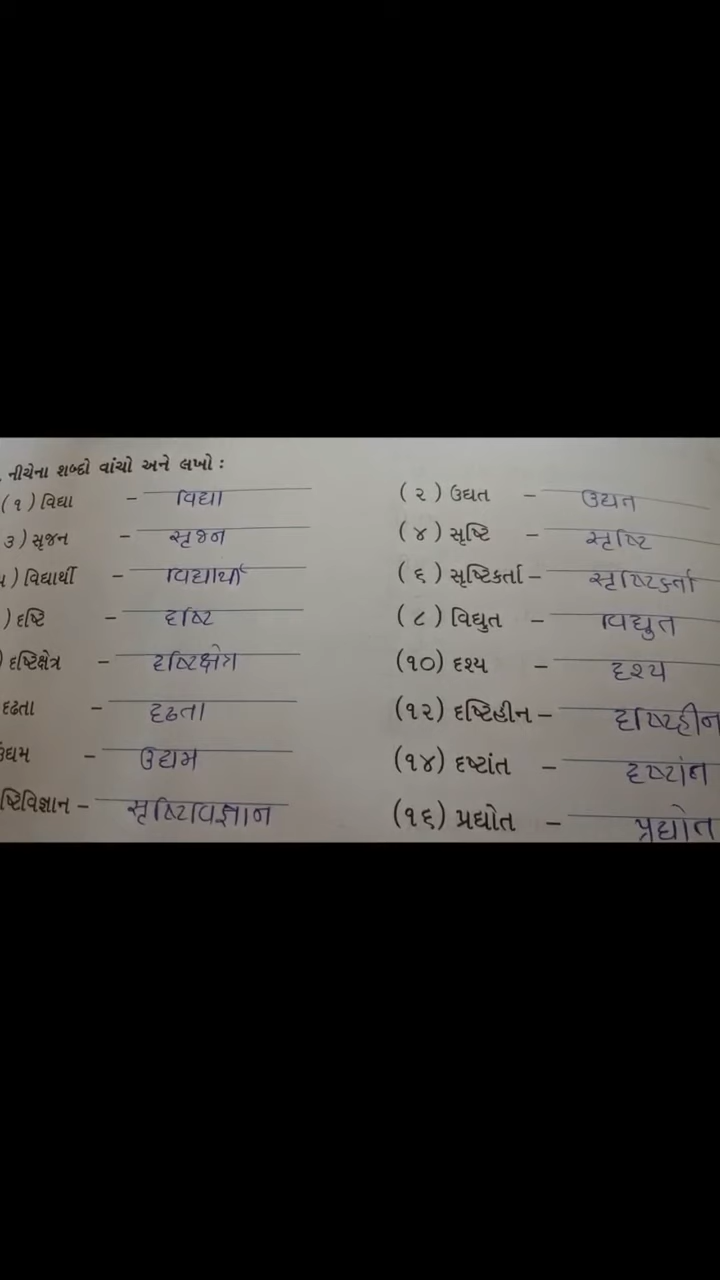 નીચેના શબ્દો વાંચો અને લખો :
(૧) વિદ્યા - વિદ્યા (૨) ઉદ્યત - ઉદ્યત
૩) સૃજન - સૃજન (૪) સૃષ્ટિ - સૃષ્ટિ
૫) વિદ્યાર્થી - વિદ્યાર્થી (૬) સૃષ્ટિકર્તા - સૃષ્ટિકર્તા
) દૃષ્ટિ - દૃષ્ટિ (૮) વિદ્યુત - વિદ્યુત
) દૃષ્ટિક્ષેત્ર - દૃષ્ટિક્ષેત્ર (૧૦) દૃશ્ય - દૃશ્ય
દૃઢતા - દૃઢતા (૧૨) દૃષ્ટિહીન - દૃષ્ટિહીન
ઉદ્યમ - ઉદ્યમ (૧૪) દૃષ્ટાંત - દૃષ્ટાંત
ષ્ટિવિજ્ઞાન - સૃષ્ટિવિજ્ઞાન (૧૬) પ્રદ્યોત - પ્રદ્યોત